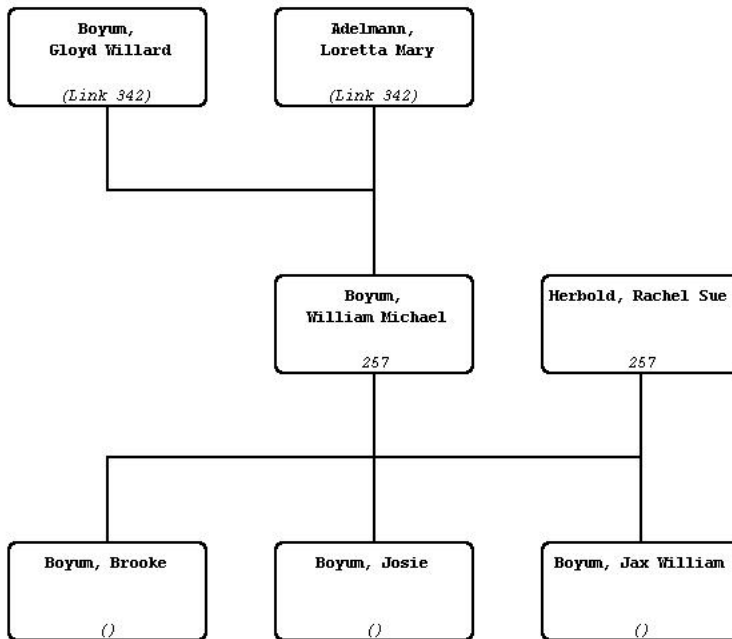 Boyum,
Gloyd Willard
(Link 342)
Adelmann,
Loretta Mary
(Link 342)
Boyum,
William Michael
257
Herbold, Rachel Sue
257
Boyum, Brooke
()
Boyum, Josie
()
Boyum, Jax William
()